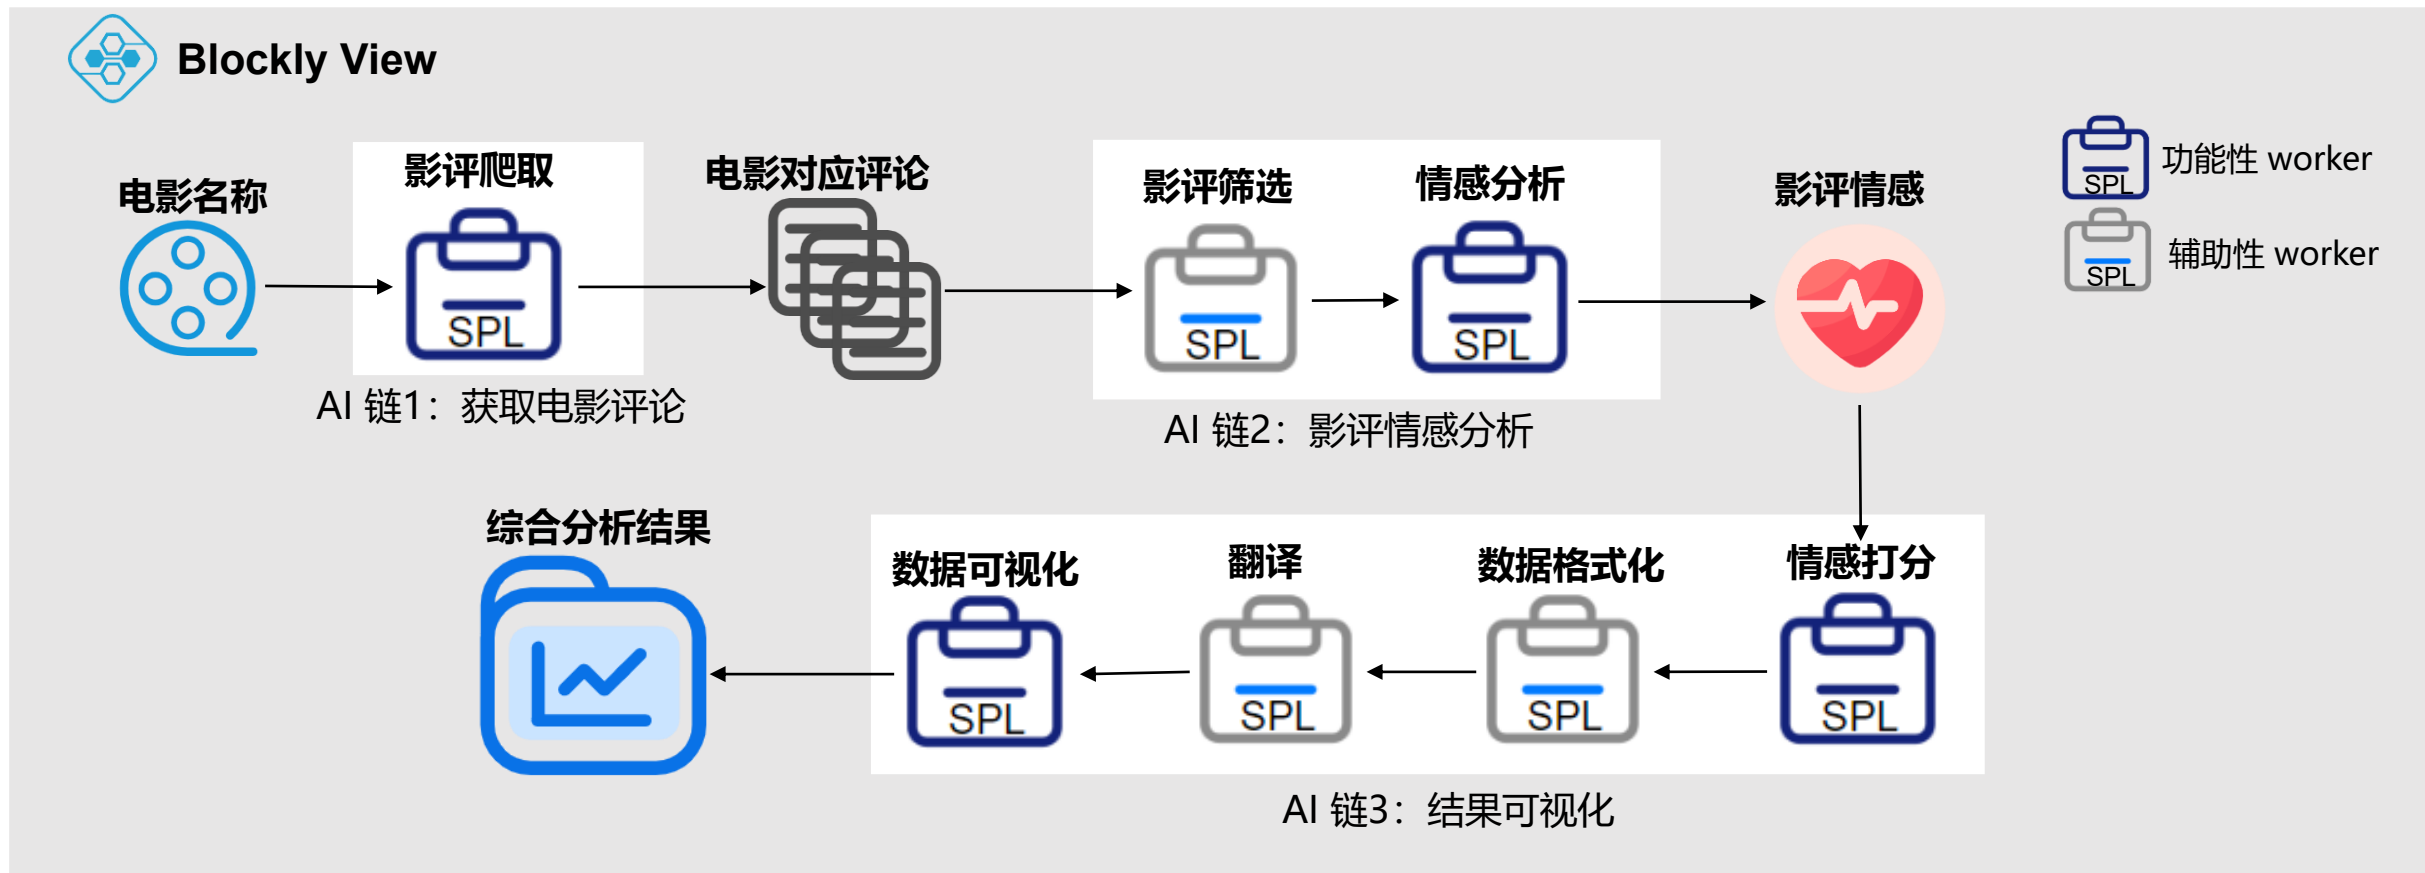 Blockly View
电影名称
影评爬取
SPL
AI 链1：获取电影评论
电影对应评论
影评筛选
SPL
情感分析
SPL
AI 链2：影评情感分析
影评情感
SPL
功能性 worker
SPL
辅助性 worker
情感打分
SPL
数据格式化
SPL
翻译
SPL
数据可视化
SPL
AI 链3：结果可视化
综合分析结果